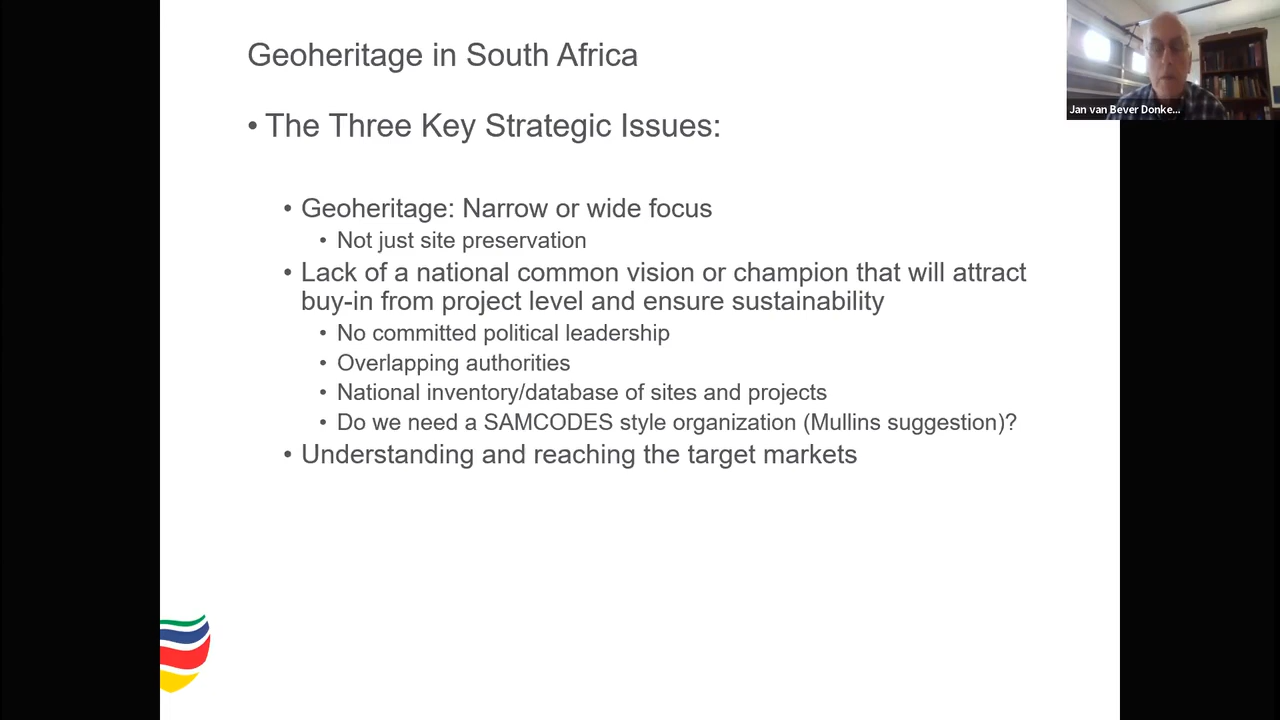 Geoheritage in South Africa
Jan van Bever Donke...
• The Three Key Strategic Issues:
• Geoheritage: Narrow or wide focus
• Not just site preservation
• Lack of a national common vision or champion that will attract
buy-in from project level and ensure sustainability
• No committed political leadership
• Overlapping authorities
• National inventory/database of sites and projects
• Do we need a SAMCODES style organization (Mullins suggestion)?
• Understanding and reaching the target markets